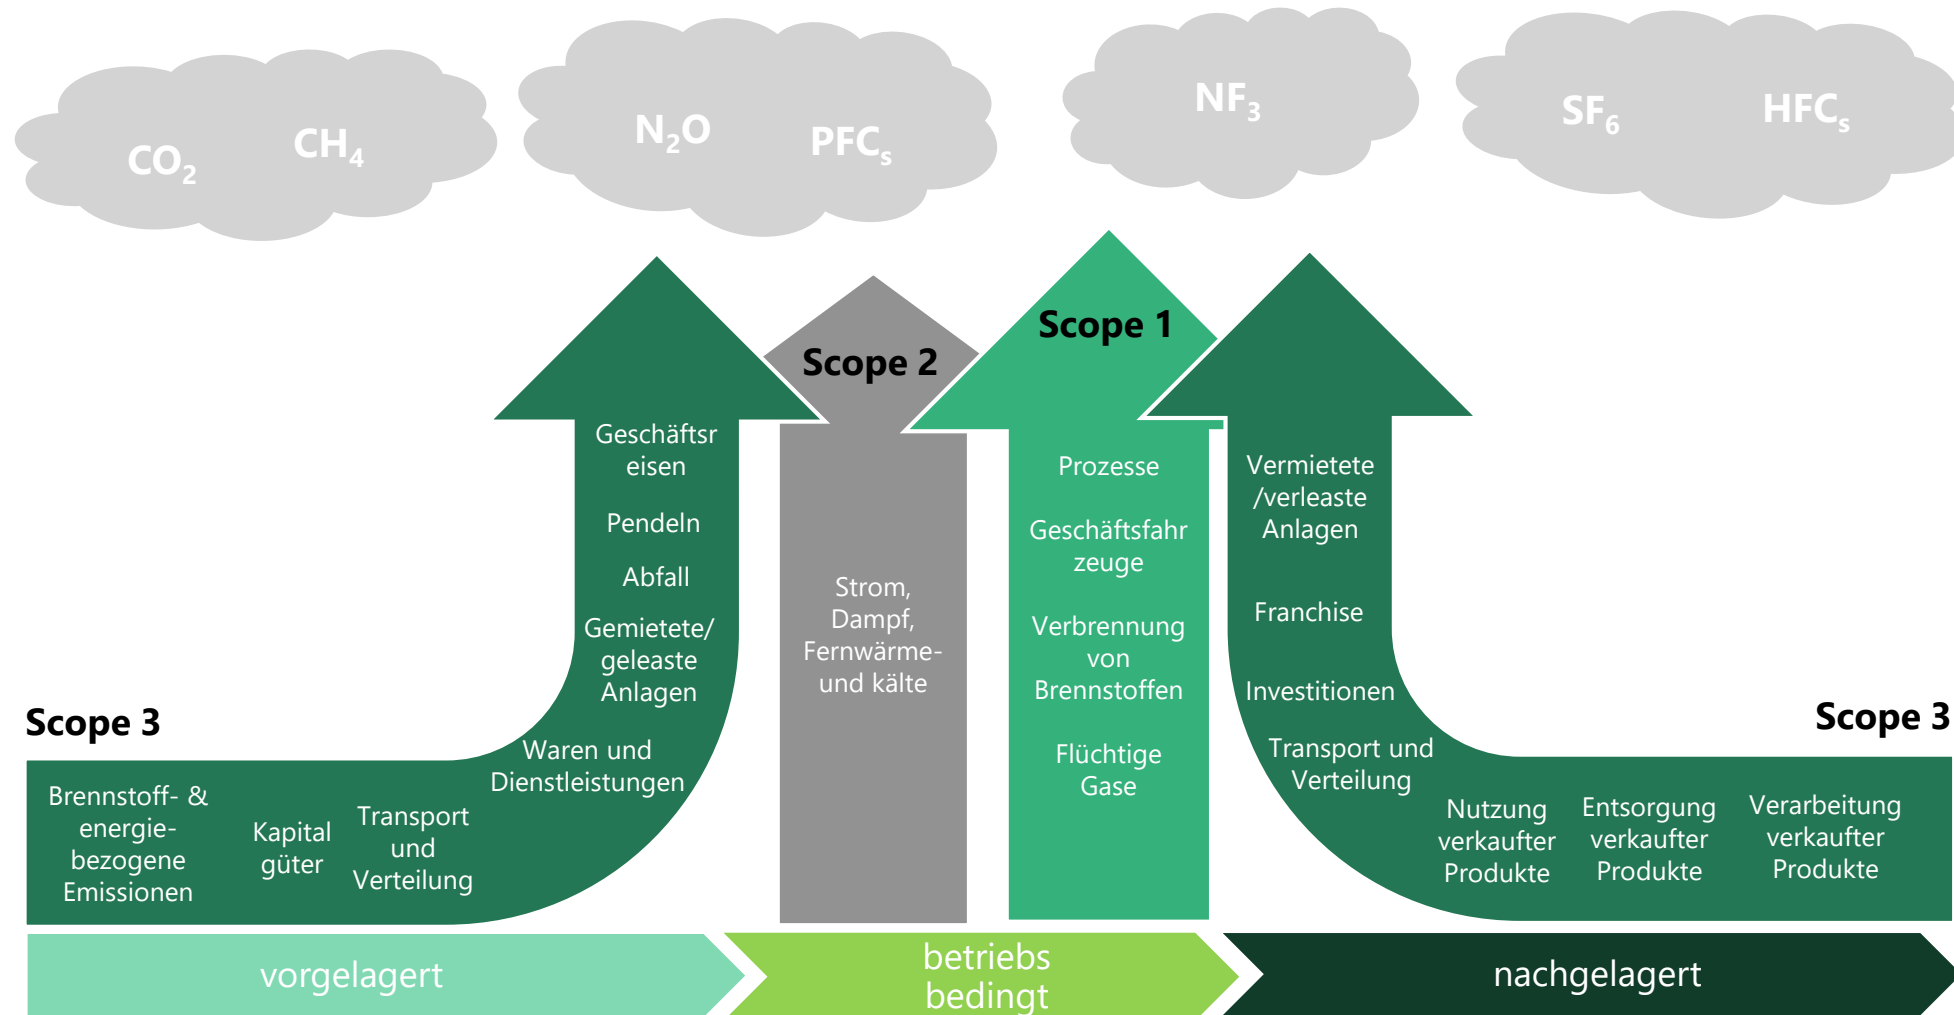 CO₂
CH₄
N₂O
PFCₛ
NF₃
SF₆
HFCₛ
Scope 3
Geschäftsr
eisen
Pendeln
Abfall
Gemietete/
geleaste
Anlagen
Waren und
Dienstleistungen
Brennstoff- &
energie-
bezogene
Emissionen
Kapital
güter
Transport
und
Verteilung
Scope 2
Strom,
Dampf,
Fernwärme-
und kälte
Scope 1
Prozesse
Geschäftsfahr
zeuge
Verbrennung
von
Brennstoffen
Flüchtige
Gase
Scope 3
Vermietete
/verleaste
Anlagen
Franchise
Investitionen
Transport und
Verteilung
Nutzung
verkaufter
Produkte
Entsorgung
verkaufter
Produkte
Verarbeitung
verkaufter
Produkte
vorgelagert
betriebs
bedingt
nachgelagert